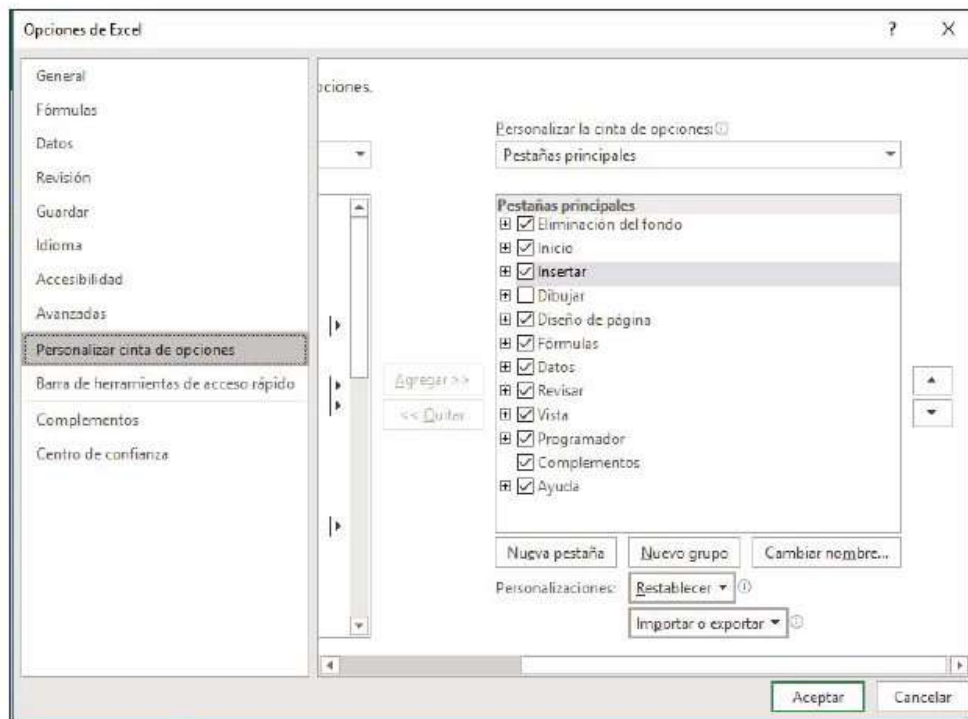 Opciones de Excel
?
General
Fórmulas
Datos
Revisión
Guardar
Idioma
Accesibilidad
Avanzadas
Personalizar cinta de opciones
Barra de herramientas de acceso rápido
Complementos
Centro de confianza
pciones.
Agregar >>
<< Quitar
Personalizar la cinta de opciones:
Pestañas principales
Pestañas principales
Eliminación del fondo
Inicio
Insertar
Dibujar
Diseño de página
Fórmulas
Datos
Revisar
Vista
Programador
Complementos
Ayuda
Nueva pestaña Nuevo grupo Cambiar nombre...
Personalizaciones: Restablecer
Importar o exportar
Aceptar Cancelar